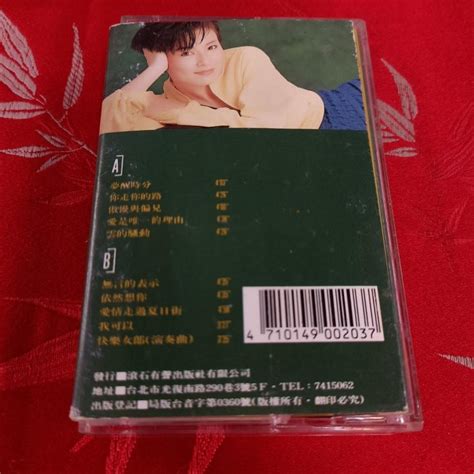 A
夢醒時分
你走你的路
傲慢與偏見
愛是唯一的理由
雲的騷動
B
無言的表示
依然想你
愛情走過夏日街
我可以
快樂女郎(演奏曲)
4 710149 002037
發行■滾石有聲出版社有限公司
■台北市光復南路290巷3號5F・TEL:7415062
出版登記■局版台音字第0360號(版權所有・翻印必究)